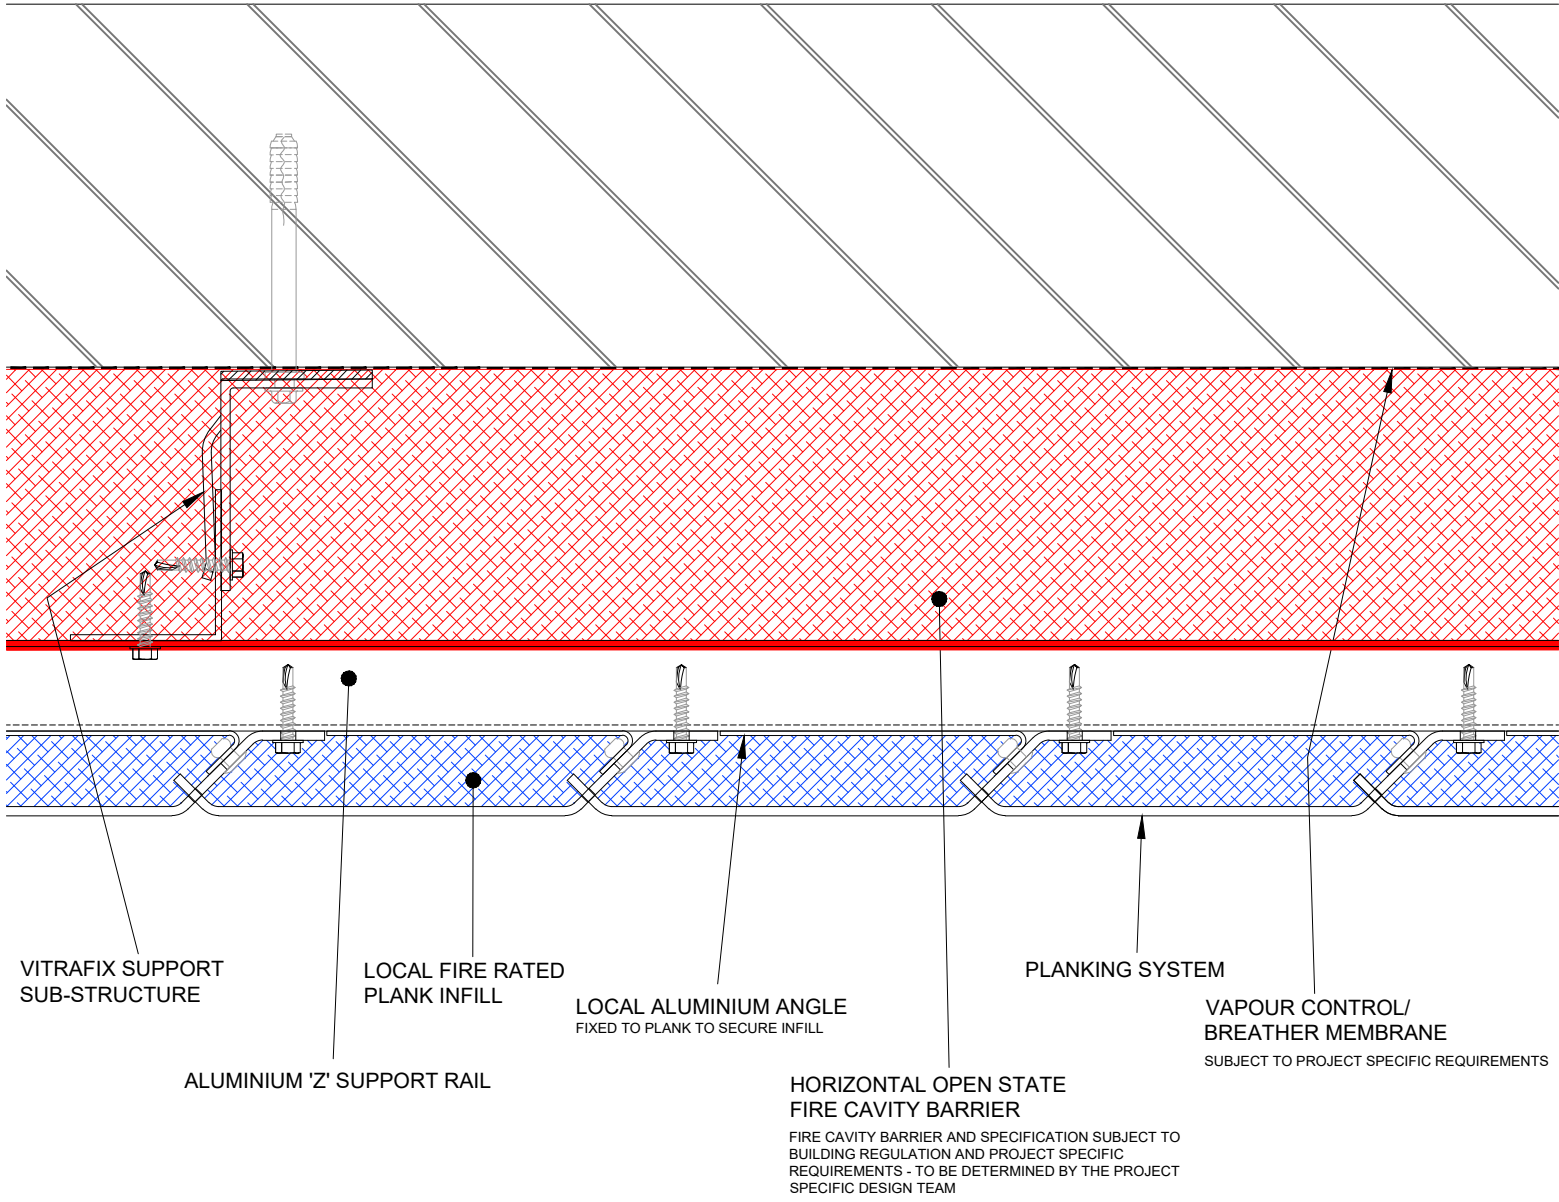 VITRAFIX SUPPORT
SUB-STRUCTURE
LOCAL FIRE RATED
PLANK INFILL
LOCAL ALUMINIUM ANGLE
FIXED TO PLANK TO SECURE INFILL
PLANKING SYSTEM
VAPOUR CONTROL/
BREATHER MEMBRANE
SUBJECT TO PROJECT SPECIFIC REQUIREMENTS
ALUMINIUM 'Z' SUPPORT RAIL
HORIZONTAL OPEN STATE
FIRE CAVITY BARRIER
FIRE CAVITY BARRIER AND SPECIFICATION SUBJECT TO
BUILDING REGULATION AND PROJECT SPECIFIC
REQUIREMENTS - TO BE DETERMINED BY THE PROJECT
SPECIFIC DESIGN TEAM